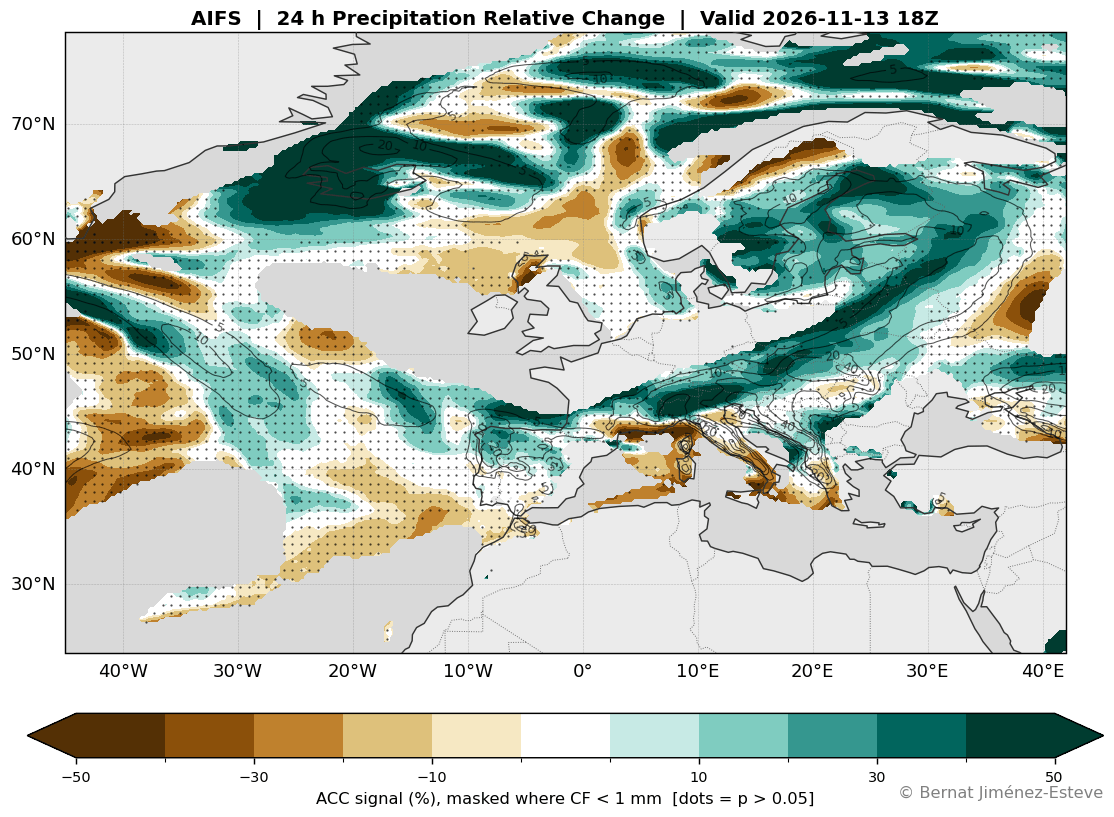 AIFS | 24 h Precipitation Relative Change | Valid 2026-11-13 18Z
70°N
60°N
50°N
40°N
30°N
40°W 30°W 20°W 10°W 0° 10°E 20°E 30°E 40°E
−50 −30 −10 10 30 50
ACC signal (%), masked where CF < 1 mm [dots = p > 0.05]
© Bernat Jiménez-Esteve